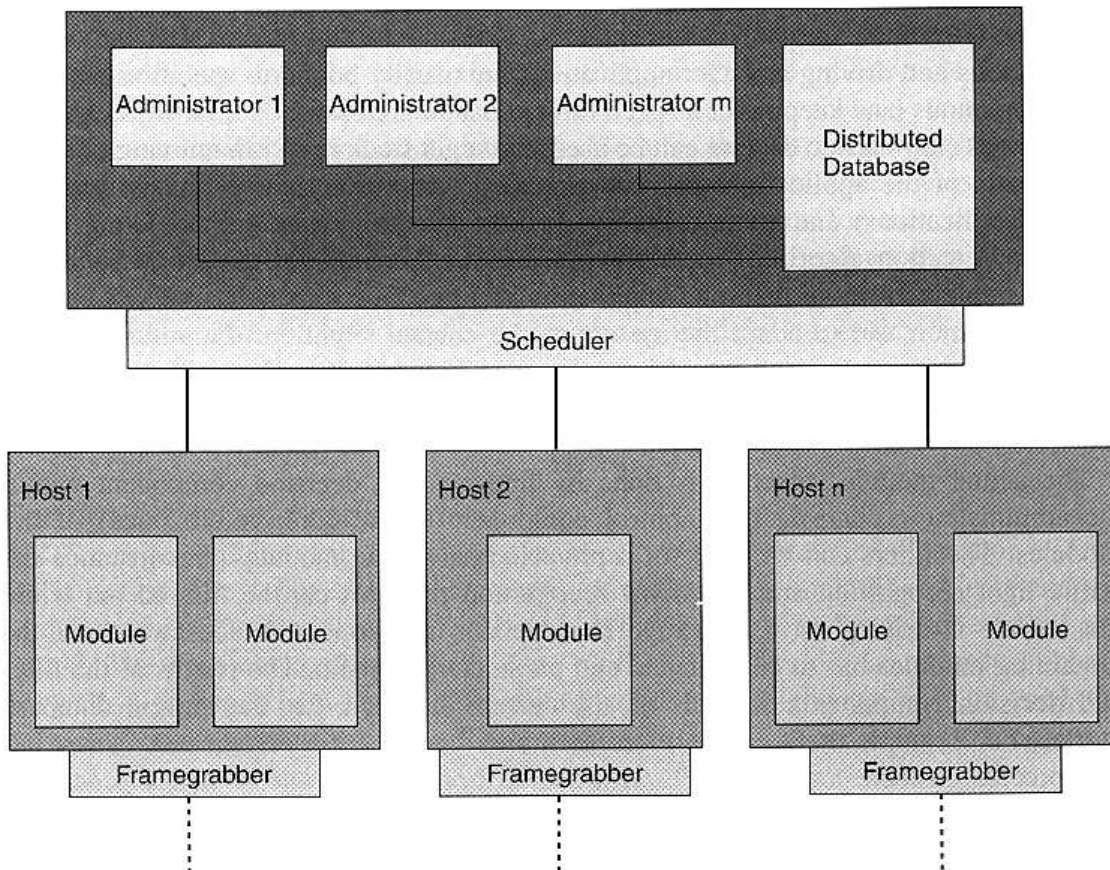 Administrator 1
Administrator 2
Administrator m
Distributed
Database
Scheduler
Host 1
Host 2
Host n
Module
Module
Module
Module
Module
Framegrabber
Framegrabber
Framegrabber